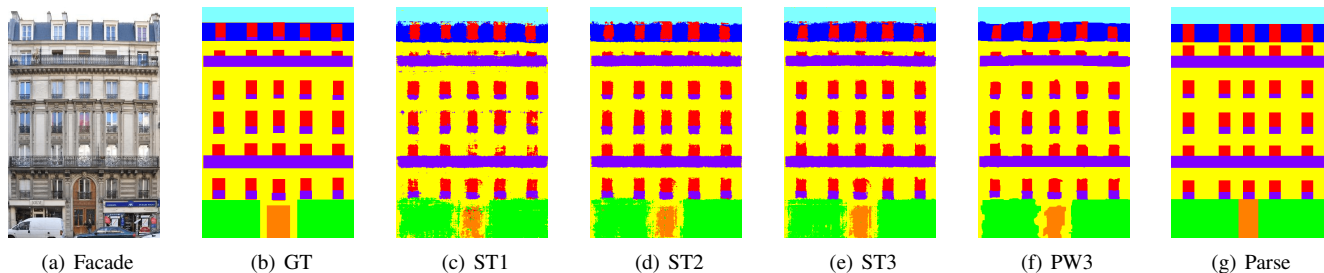 (a) Facade
(b) GT
(c) ST1
(d) ST2
(e) ST3
(f) PW3
(g) Parse